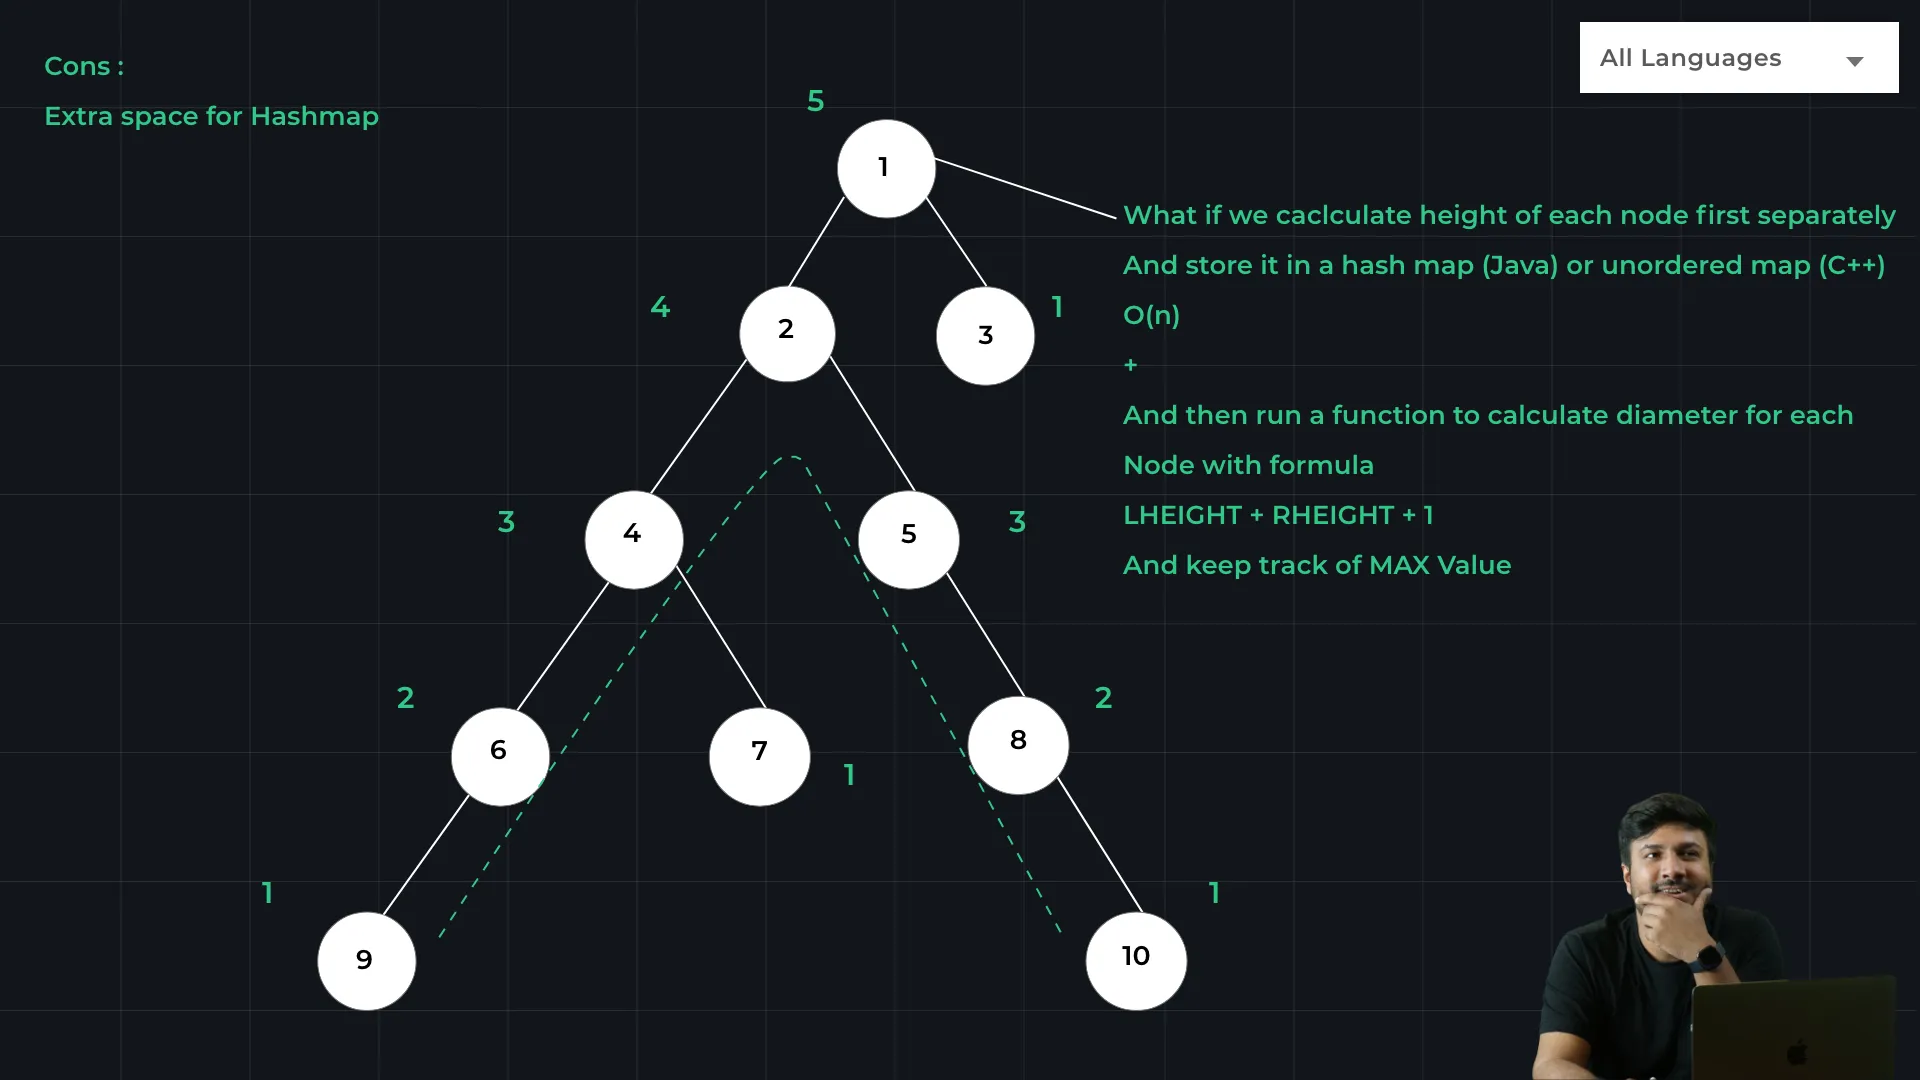 Cons :
Extra space for Hashmap
All Languages
5
1
What if we caclculate height of each node first separately
And store it in a hash map (Java) or unordered map (C++)
O(n)
+
And then run a function to calculate diameter for each
Node with formula
LHEIGHT + RHEIGHT + 1
And keep track of MAX Value
4
2
3
1
3
4
5
3
2
6
7
1
8
2
1
9
10
1